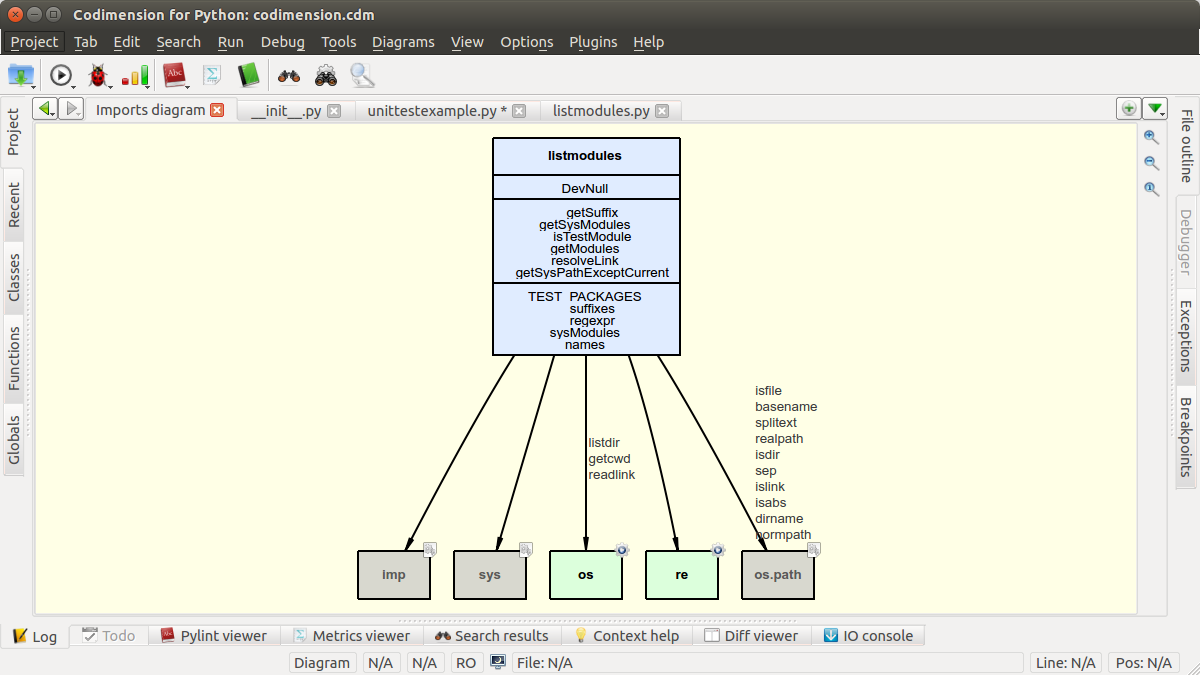 Codimension for Python: codimension.cdm
Project Tab Edit Search Run Debug Tools Diagrams View Options Plugins Help
Imports diagram __init__.py unittestexample.py * listmodules.py
Project
Recent
Classes
Functions
Globals
listmodules
DevNull
getSuffix
getSysModules
isTestModule
getModules
resolveLink
getSysPathExceptCurrent
TEST PACKAGES
suffixes
regexpr
sysModules
names
listdir
getcwd
readlink
isfile
basename
splitext
realpath
isdir
sep
islink
isabs
dirname
normpath
imp sys os re os.path
File outline
Debugger
Exceptions
Breakpoints
Log Todo Pylint viewer Metrics viewer Search results Context help Diff viewer IO console
Diagram N/A N/A RO File: N/A Line: N/A Pos: N/A